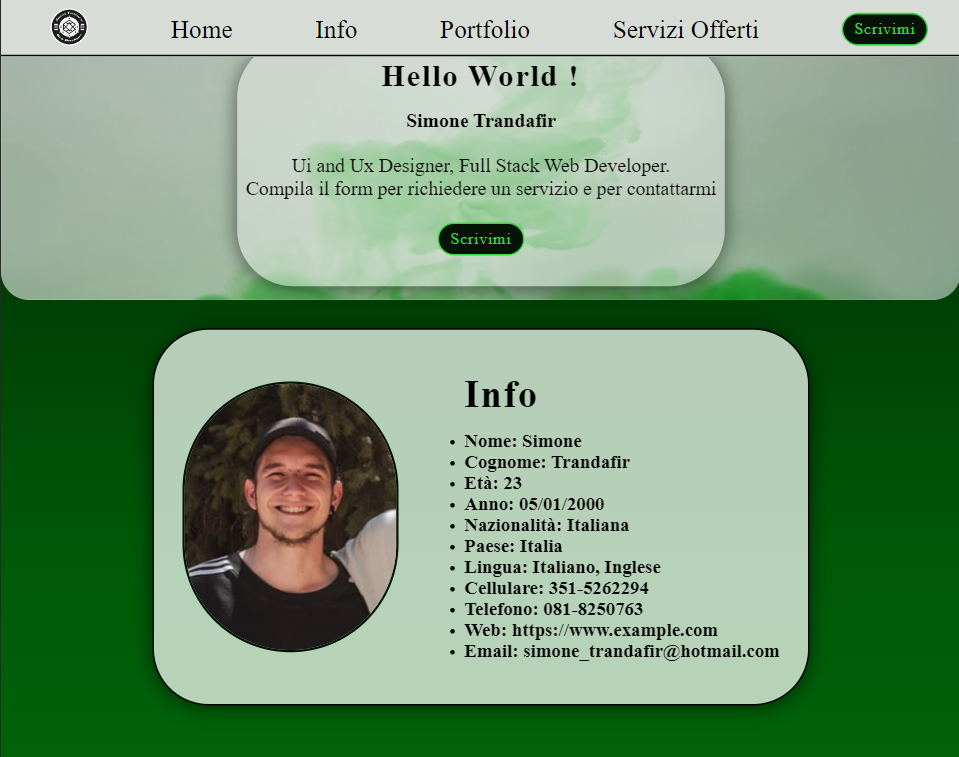 Home Info Portfolio Servizi Offerti Scrivimi
Hello World !
Simone Trandafir
Ui and Ux Designer, Full Stack Web Developer.
Compila il form per richiedere un servizio e per contattarmi
Scrivimi
Info
• Nome: Simone
• Cognome: Trandafir
• Età: 23
• Anno: 05/01/2000
• Nazionalità: Italiana
• Paese: Italia
• Lingua: Italiano, Inglese
• Cellulare: 351-5262294
• Telefono: 081-8250763
• Web: https://www.example.com
• Email: simone_trandafir@hotmail.com